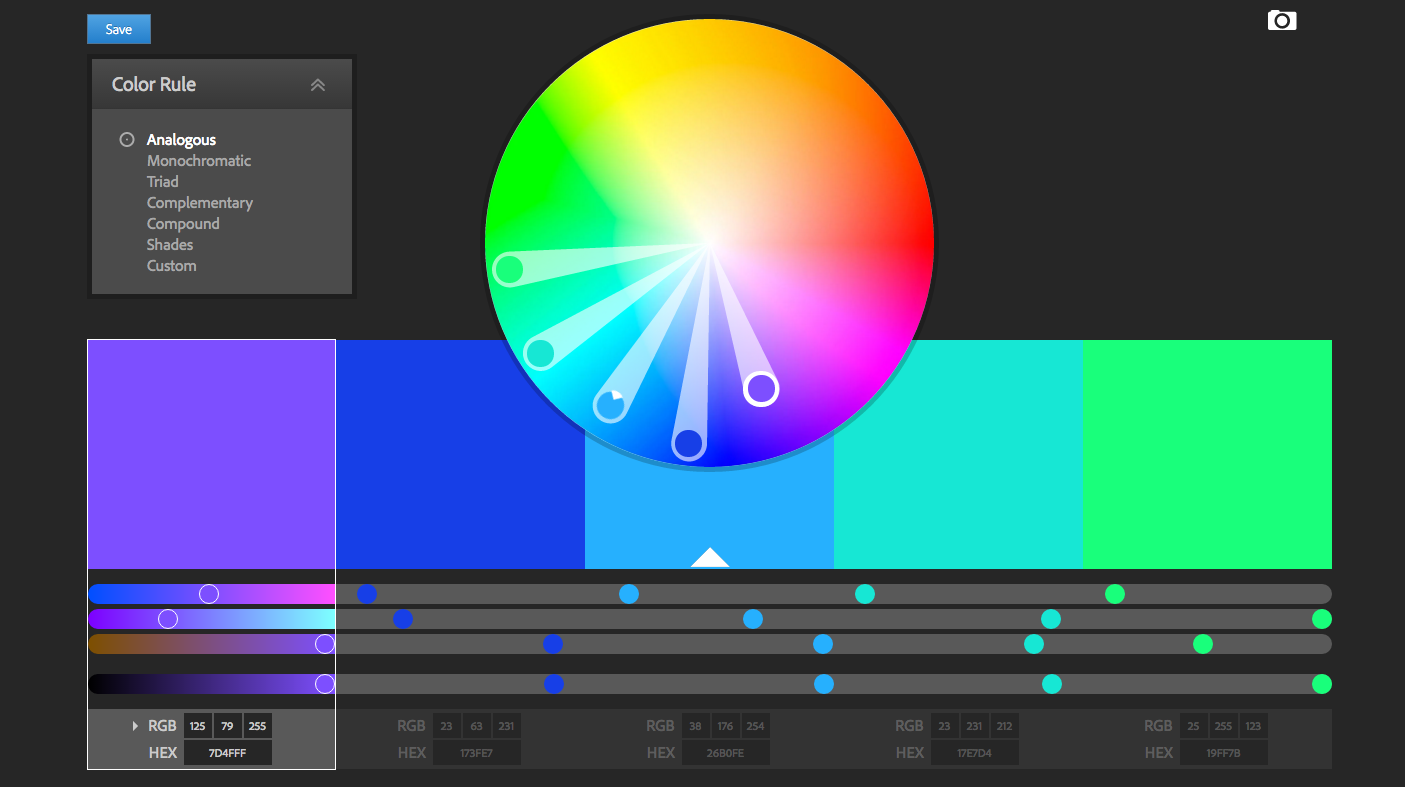 Save
Color Rule
Analogous
Monochromatic
Triad
Complementary
Compound
Shades
Custom
RGB 125 79 255
HEX 7D4FFF
RGB 23 63 231
HEX 173FE7
RGB 38 176 254
HEX 26B0FE
RGB 23 231 212
HEX 17E7D4
RGB 25 255 123
HEX 19FF7B